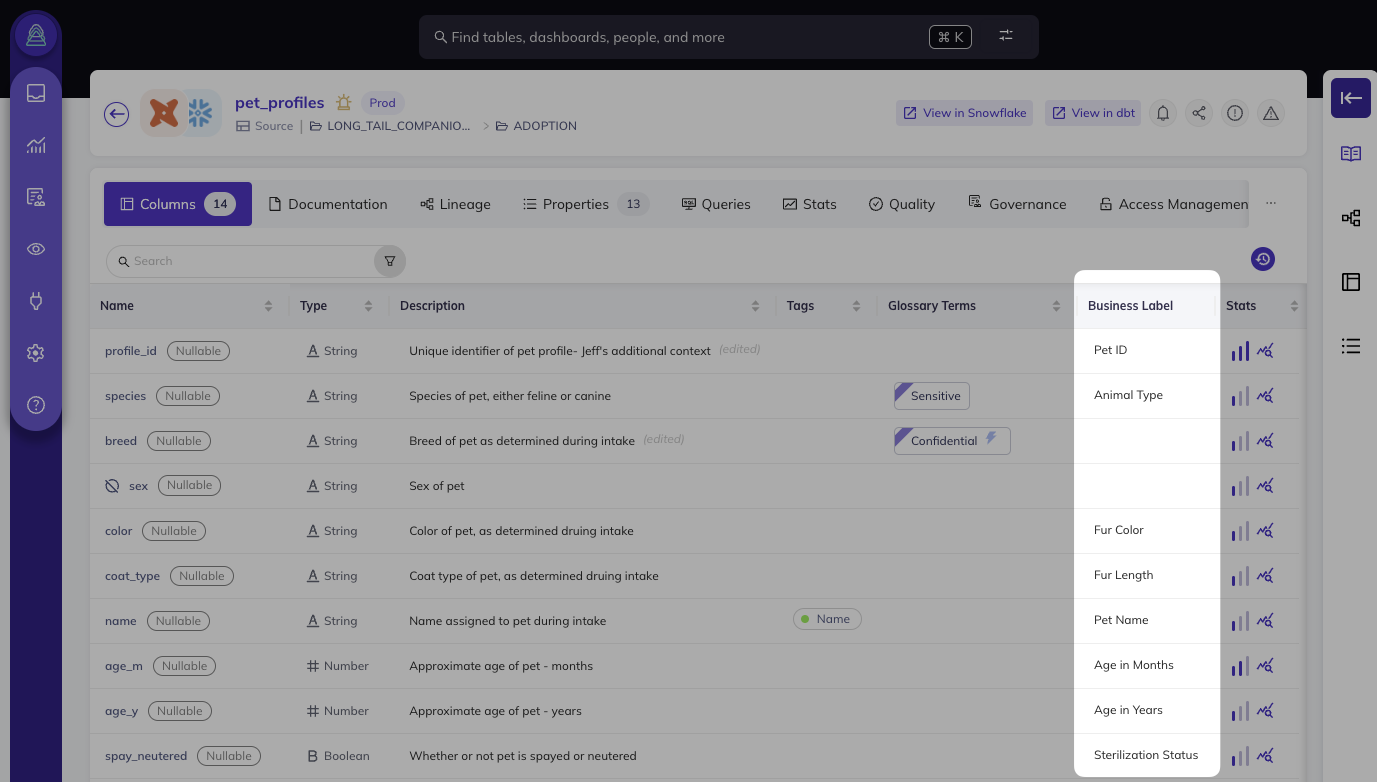 Find tables, dashboards, people, and more ⌘ K
pet_profiles Prod
Source | LONG_TAIL_COMPANIO... > ADOPTION
View in Snowflake View in dbt
Columns 14 Documentation Lineage Properties 13 Queries Stats Quality Governance Access Managemen ...
Search
Name Type Description Tags Glossary Terms Business Label Stats
profile_id Nullable String Unique identifier of pet profile- Jeff's additional context (edited) Pet ID
species Nullable String Species of pet, either feline or canine Sensitive Animal Type
breed Nullable String Breed of pet as determined during intake (edited) Confidential
sex Nullable String Sex of pet
color Nullable String Color of pet, as determined druing intake Fur Color
coat_type Nullable String Coat type of pet, as determined druing intake Fur Length
name Nullable String Name assigned to pet during intake Name Pet Name
age_m Nullable Number Approximate age of pet - months Age in Months
age_y Nullable Number Approximate age of pet - years Age in Years
spay_neutered Nullable Boolean Whether or not pet is spayed or neutered Sterilization Status